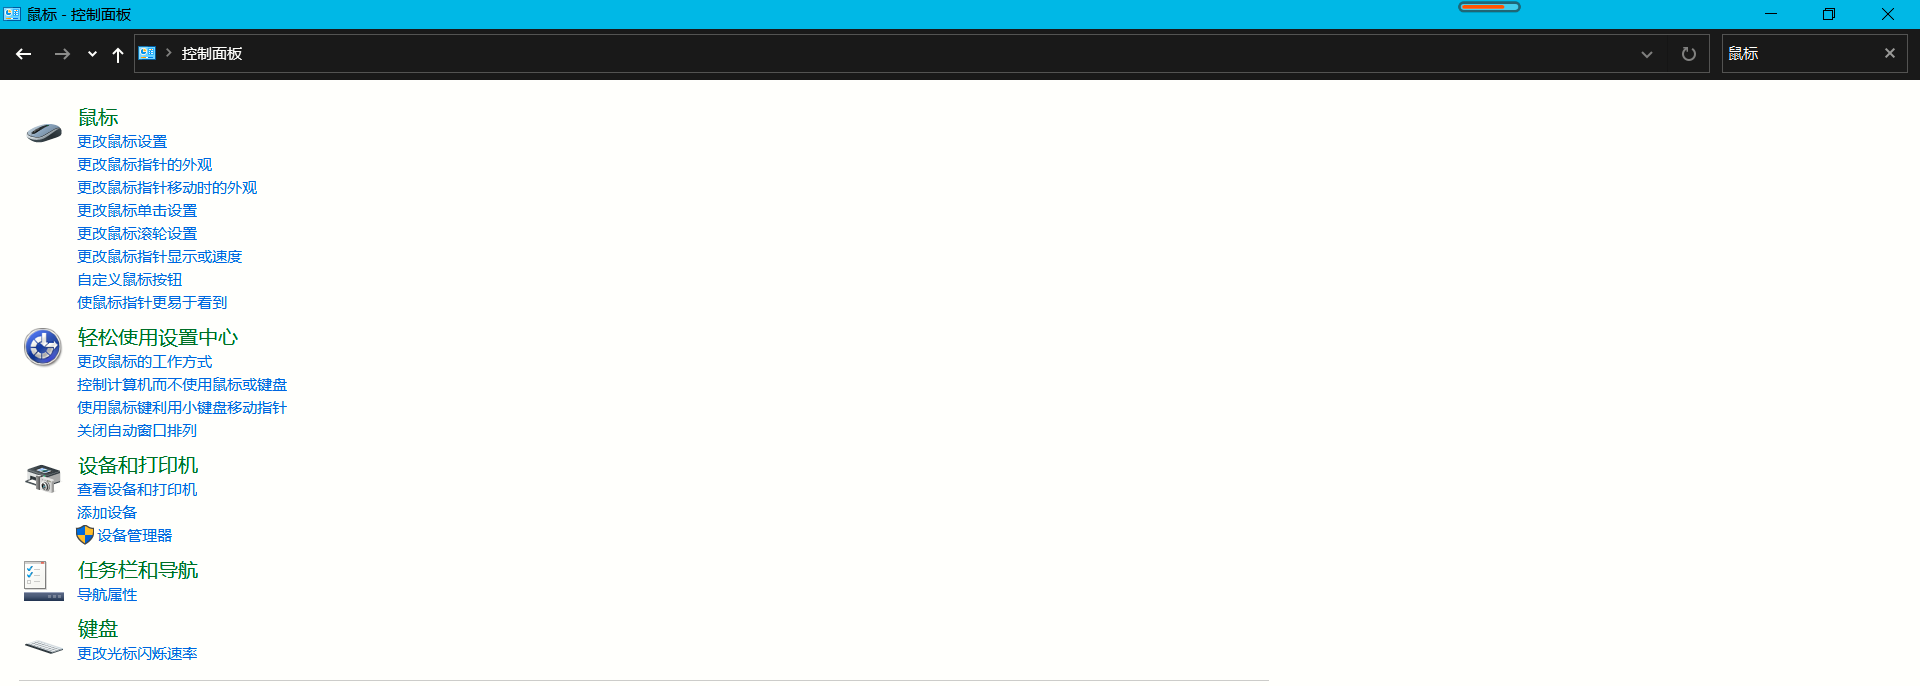 鼠标 - 控制面板
控制面板
鼠标
鼠标
更改鼠标设置
更改鼠标指针的外观
更改鼠标指针移动时的外观
更改鼠标单击设置
更改鼠标滚轮设置
更改鼠标指针显示或速度
自定义鼠标按钮
使鼠标指针更易于看到
轻松使用设置中心
更改鼠标的工作方式
控制计算机而不使用鼠标或键盘
使用鼠标键利用小键盘移动指针
关闭自动窗口排列
设备和打印机
查看设备和打印机
添加设备
设备管理器
任务栏和导航
导航属性
键盘
更改光标闪烁速率